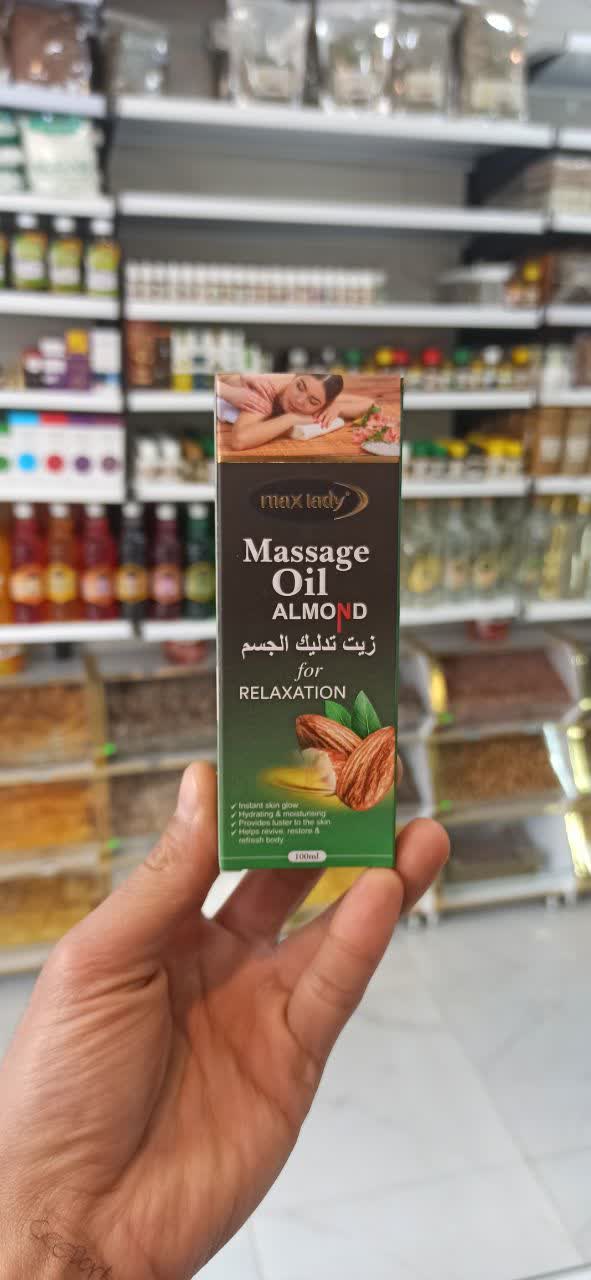 max lady®
Massage
Oil
ALMOND
زيت تدليك الجسم
for
RELAXATION
✓ Instant skin glow
✓ Hydrating & moisturising
✓ Provides luster to the skin
✓ Helps revive, restore &
refresh body
100ml